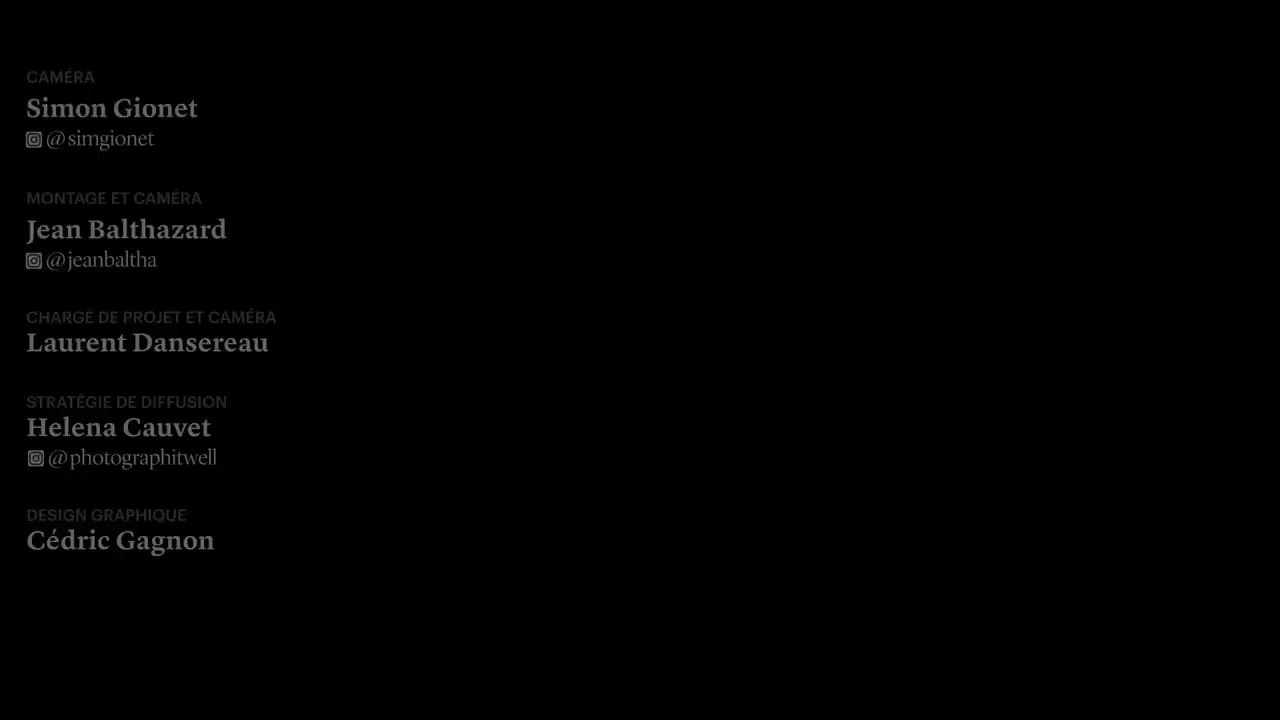 CAMÉRA
Simon Gionet
@simgionet
MONTAGE ET CAMÉRA
Jean Balthazard
@jeanbaltha
CHARGÉ DE PROJET ET CAMÉRA
Laurent Dansereau
STRATÉGIE DE DIFFUSION
Helena Cauvet
@photographitwell
DESIGN GRAPHIQUE
Cédric Gagnon